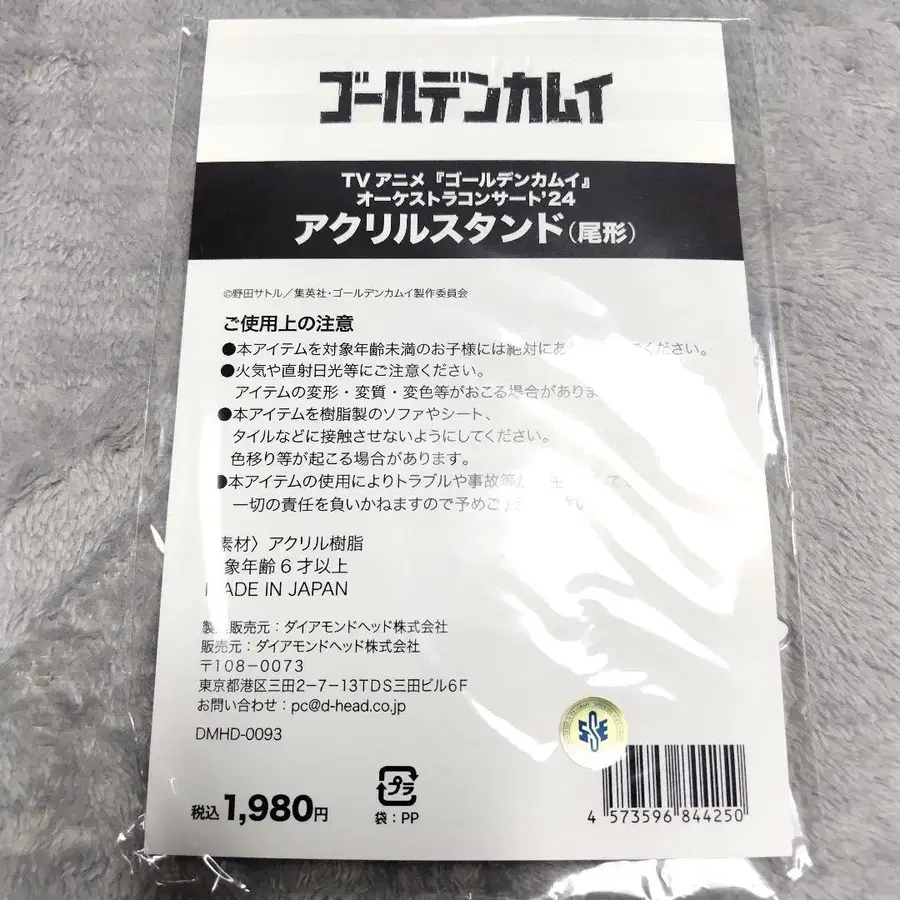 ゴールデンカムイ
TVアニメ『ゴールデンカムイ』
オーケストラコンサート'24
アクリルスタンド(尾形)
©野田サトル/集英社・ゴールデンカムイ製作委員会
ご使用上の注意
●本アイテムを対象年齢未満のお子様には絶対にあ ください。
●火気や直射日光等にご注意ください。
アイテムの変形・変質・変色等がおこる場合がありま
●本アイテムを樹脂製のソファやシート、
タイルなどに接触させないようにしてください。
色移り等が起こる場合があります。
●本アイテムの使用によりトラブルや事故等が
一切の責任を負いかねますので予めご了
素材〉アクリル樹脂
象年齢6才以上
MADE IN JAPAN
製 販売元:ダイアモンドヘッド株式会社
販売元:ダイアモンドヘッド株式会社
〒108-0073
東京都港区三田2-7-13TDS三田ビル6F
お問い合わせ:pc@d-head.co.jp
DMHD-0093
税込1,980円
プラ
袋:PP
4 573596 844250